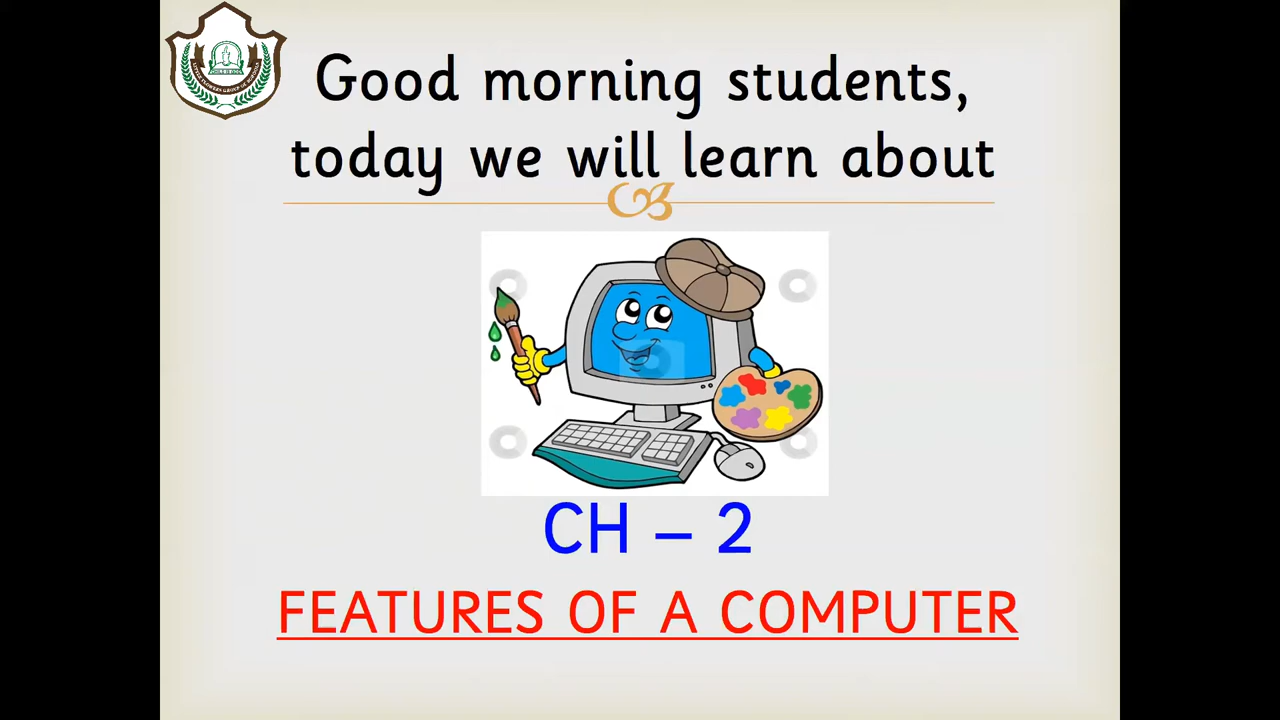 Good morning students,
today we will learn about
CH – 2
FEATURES OF A COMPUTER